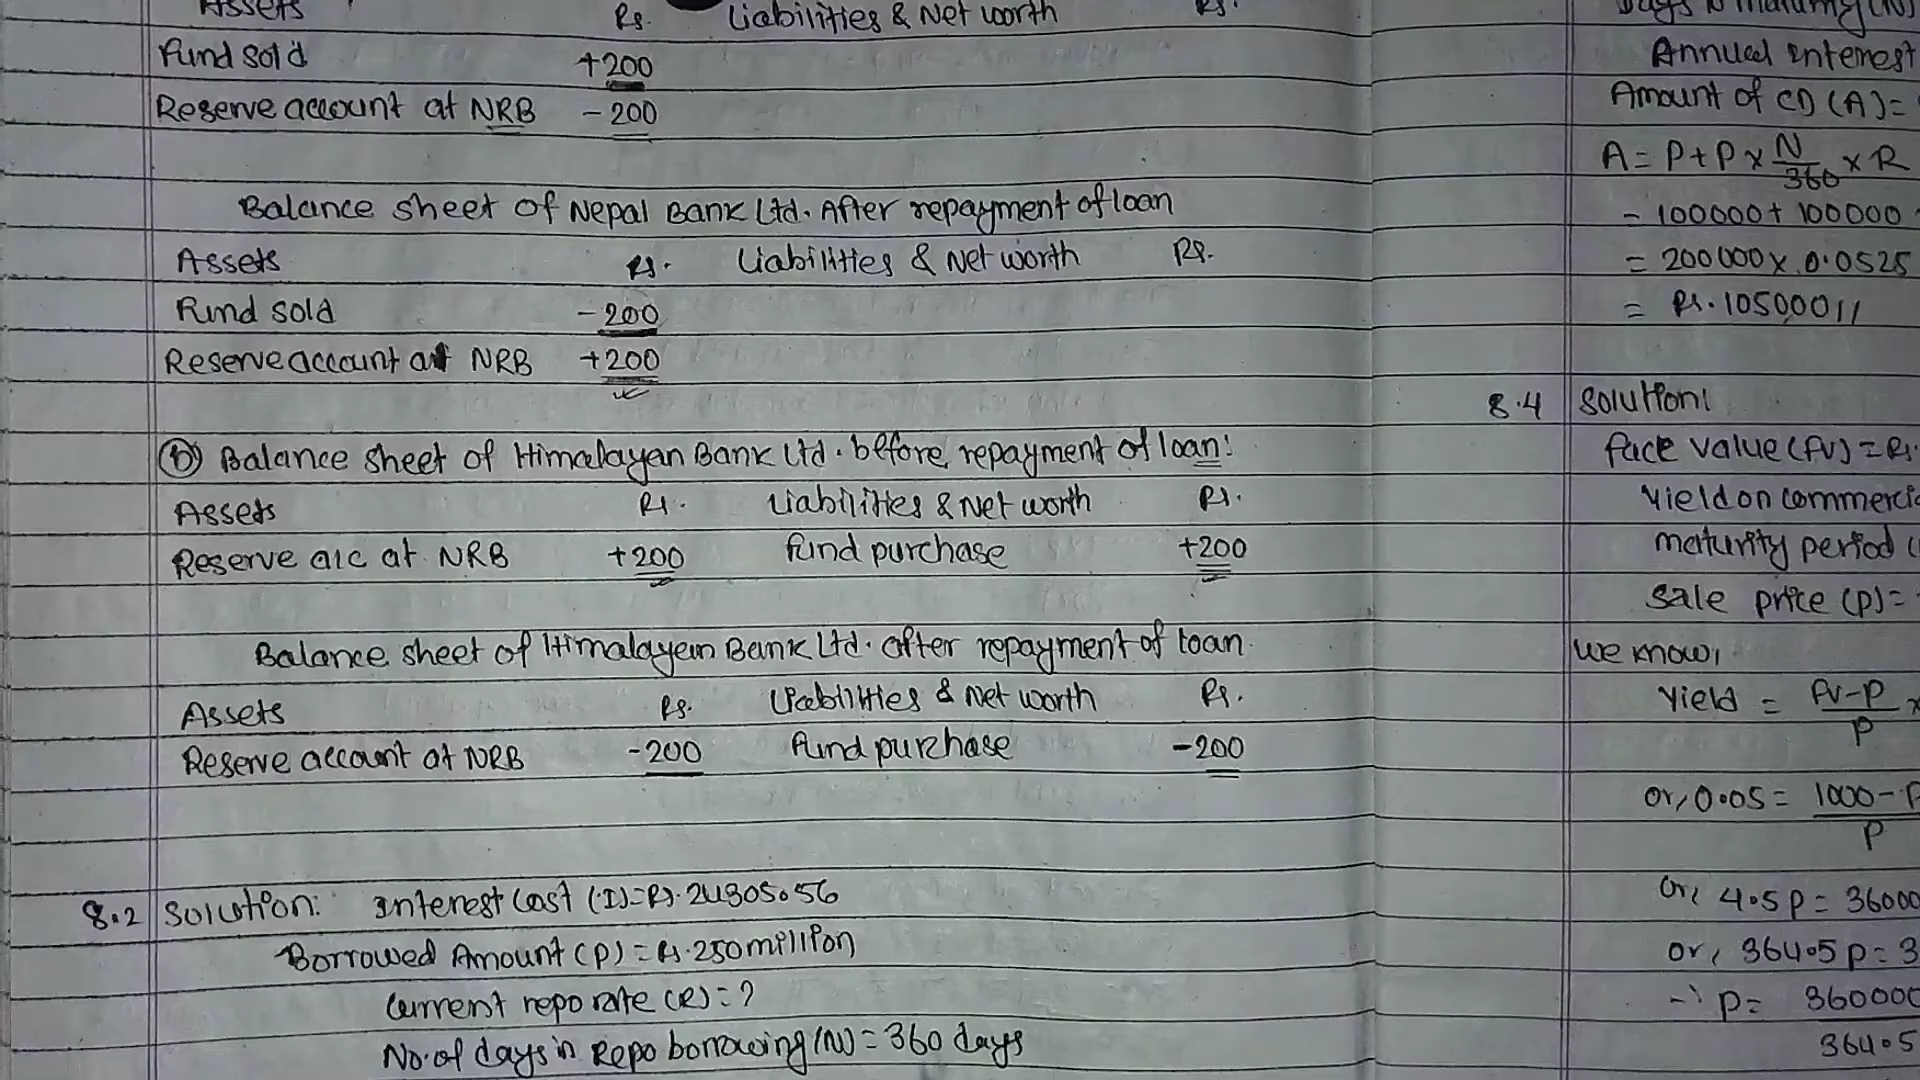 Assets Rs. Liabilities & Net worth Rs.
Fund sold +200
Reserve account at NRB -200
Balance sheet of Nepal Bank Ltd. After repayment of loan
Assets Rs. Liabilities & Net worth Rs.
Fund sold -200
Reserve account at NRB +200
(b) Balance sheet of Himalayan Bank Ltd. before repayment of loan:
Assets Rs. Liabilities & Net worth Rs.
Reserve a/c at NRB +200 fund purchase +200
Balance sheet of Himalayan Bank Ltd. after repayment of loan.
Assets Rs. Liabilities & Net worth Rs.
Reserve account at NRB -200 fund purchase -200
8.2 Solution: Interest cost (I)=Rs.24305.56
Borrowed Amount (P) = Rs.250 million
Current repo rate (R) = ?
No. of days in Repo borrowing (N) = 360 days
Days to maturity (N)
Annual interest
Amount of CD (A)=
A = P+P× N/360 ×R
= 100000+ 100000
= 200000×0.0525
= Rs.10500011
8.4 Solution:
face value (FV) = Rs.
Yield on
maturity period
sale price (p)=
we know,
Yield = FV-P/P ×
or, 0.05 = 1000-P/P
or, 4.5p = 36000
or, 364.5p = 3
p = 360000/364.5